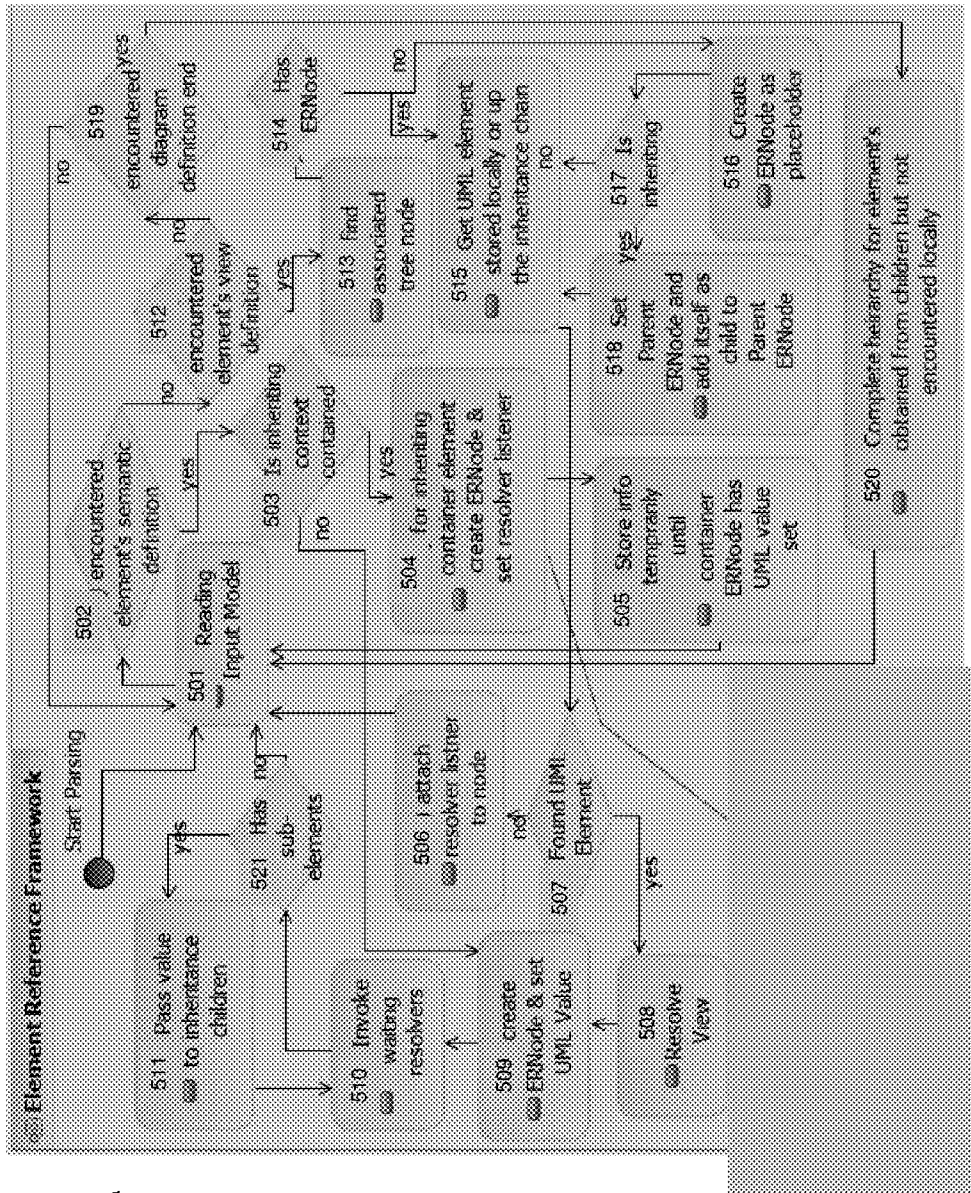 Element Reference Framework
Start Parsing
511 Pass value
to inheritance
children
yes
521 Has
sub-
elements
no
510 Invoke
waiting
resolvers
509 create
ERNode & set
UML Value
508
Resolve
View
yes
506 attach
resolver listner
to node
no
507 Found UML
Element
501 Reading
Input Model
502 encountered
element's semantic
definition
yes
no
503 Is inheriting
context
contained
no
yes
504 for inheriting
container element
create ERNode &
set resolver listener
505 Store info
temprarily
until
container
ERNode has
UML value
set
512
encountered
element's view
definition
no
yes
513 find
associated
tree node
519
encountered
diagram
definition end
no
yes
514 Has
ERNode
yes
no
515 Get UML element
stored locally or up
the inheritance chain
no
517 Is
inheriting
yes
518 Set
Parent
ERNode and
add itself as
child to
Parent
ERNode
516 Create
ERNode as
placeholder
520 Complete heirarchy for element's
obtained from children but not
encountered locally